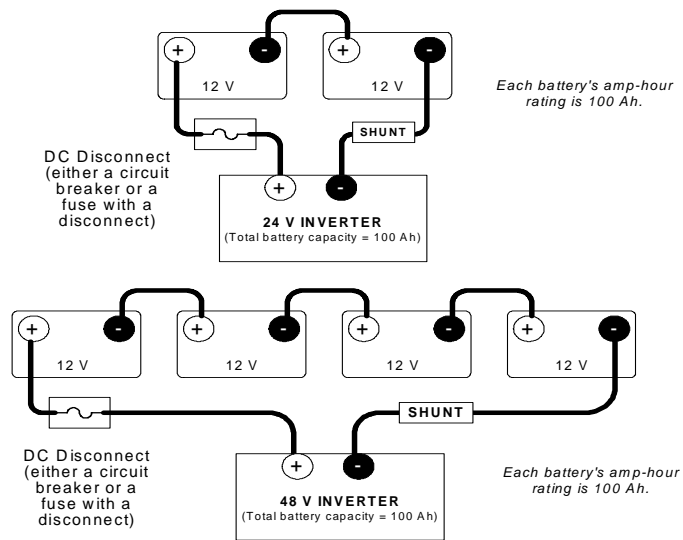 + - + -
12 V 12 V
Each battery's amp-hour
rating is 100 Ah.
SHUNT
DC Disconnect
(either a circuit
breaker or a
fuse with a
disconnect)
+ -
24 V INVERTER
(Total battery capacity = 100 Ah)
+ - + - + - + -
12 V 12 V 12 V 12 V
SHUNT
DC Disconnect
(either a circuit
breaker or a
fuse with a
disconnect)
+ -
48 V INVERTER
(Total battery capacity = 100 Ah)
Each battery's amp-hour
rating is 100 Ah.